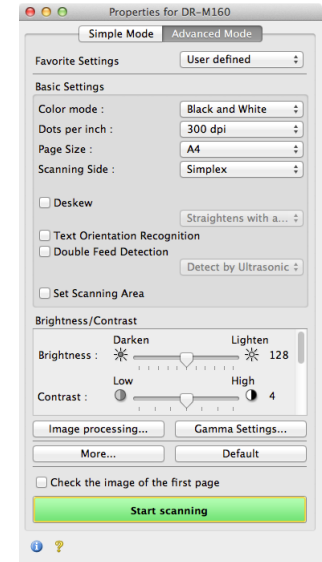 Properties for DR-M160
Simple Mode Advanced Mode
Favorite Settings User defined
Basic Settings
Color mode : Black and White
Dots per inch : 300 dpi
Page Size : A4
Scanning Side : Simplex
Deskew
Straightens with a...
Text Orientation Recognition
Double Feed Detection
Detect by Ultrasonic
Set Scanning Area
Brightness/Contrast
Darken Lighten
Brightness : 128
Low High
Contrast : 4
Image processing... Gamma Settings...
More... Default
Check the image of the first page
Start scanning